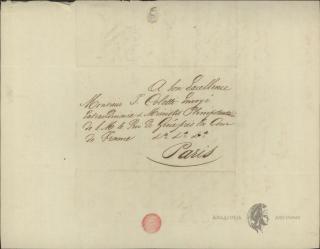 A Son Excellence
Monsieur J. Coletti Envoyé
Extraordinaire & Ministre Plénipotentiaire
de S. M. le Roi de Grèce près la Cour
de France &c &c &c
Paris